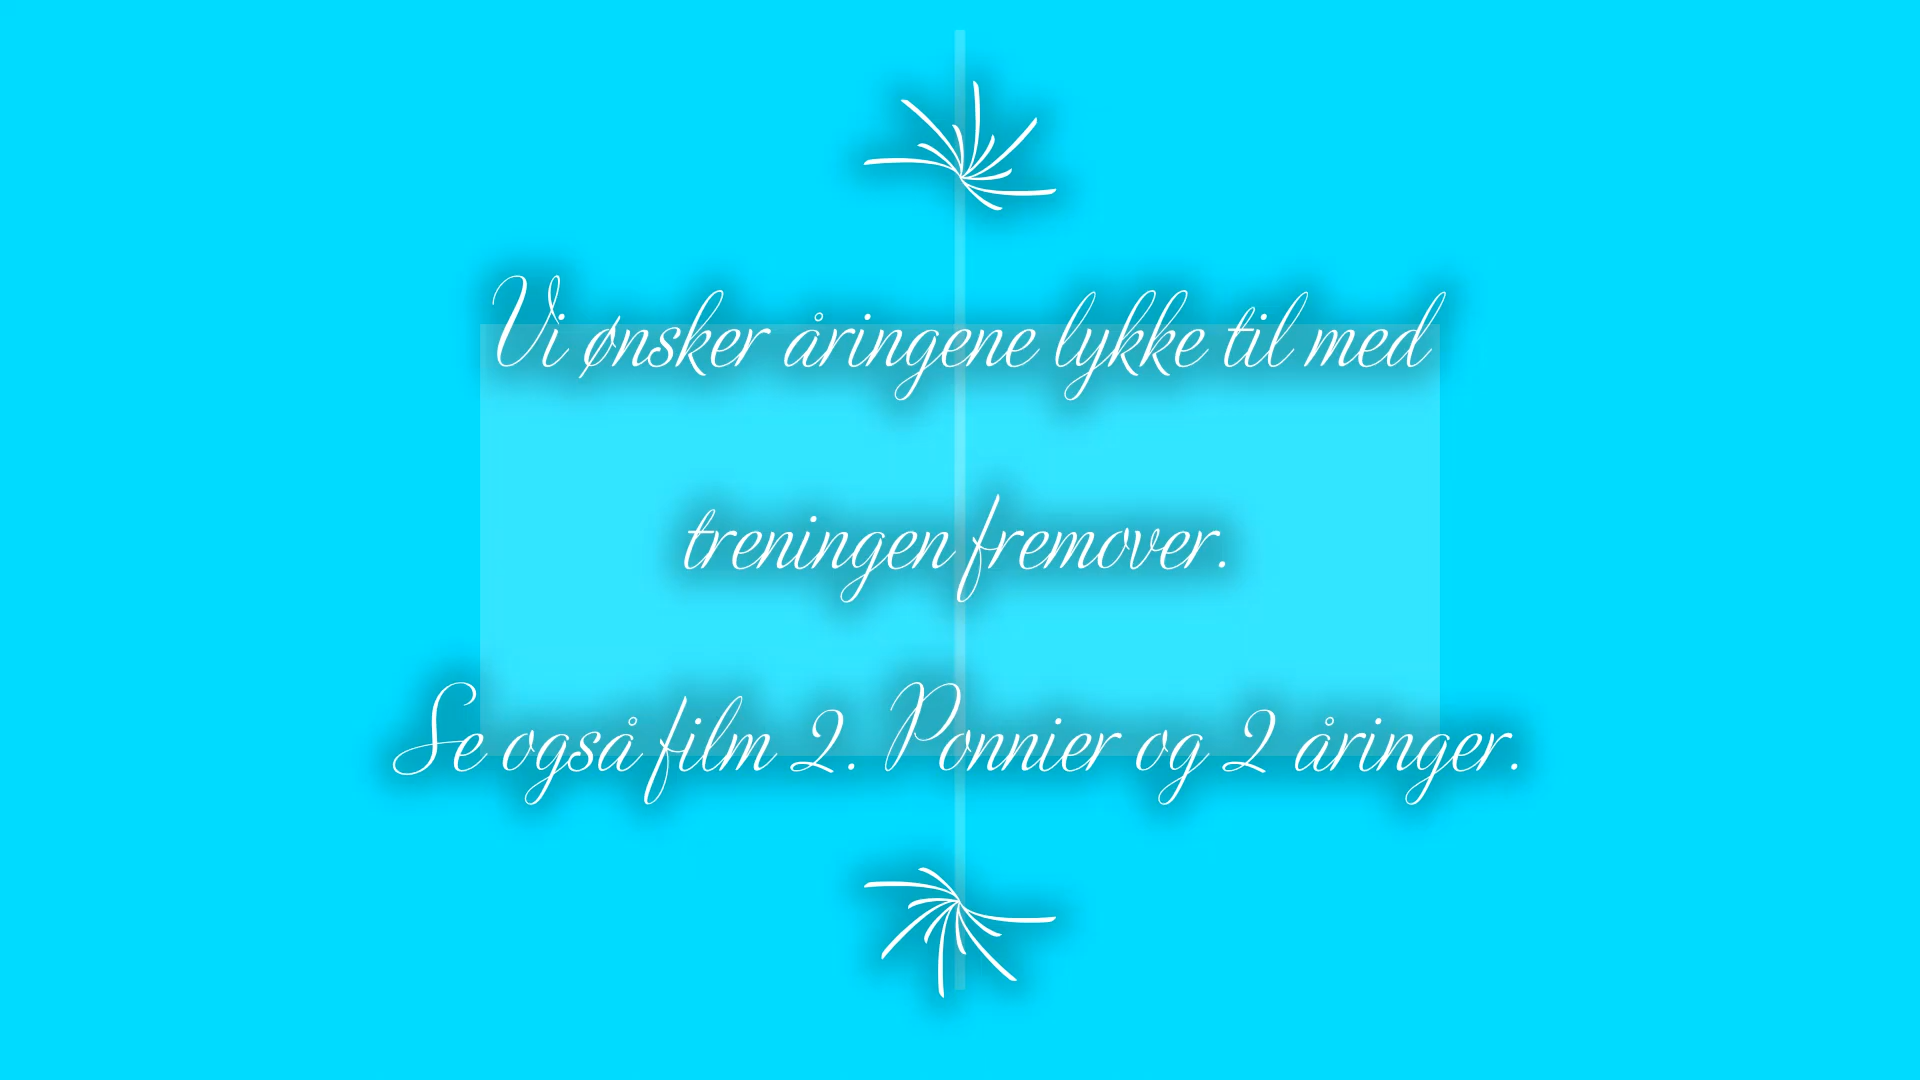 Vi ønsker åringene lykke til med
treningen fremover.
Se også film 2. Ponnier og 2 åringer.